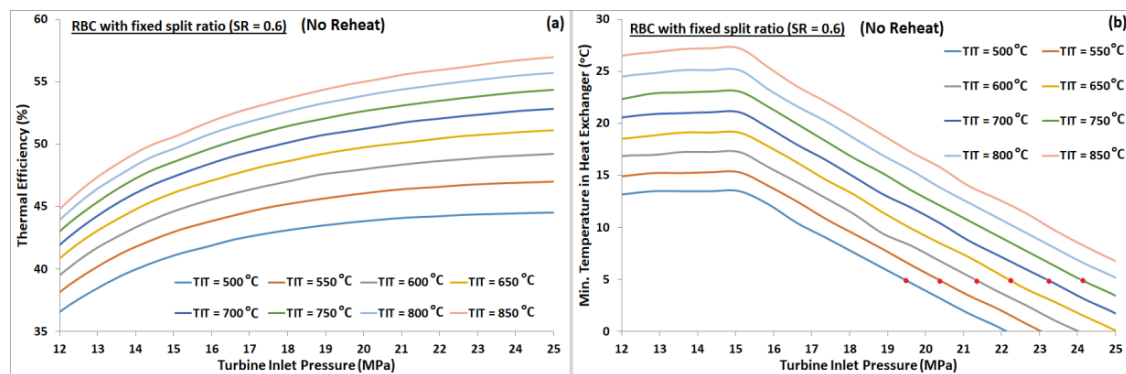 RBC with fixed split ratio (SR = 0.6) (No Reheat) (a)
60
55
50
45
40
35
Thermal Efficiency (%)
TIT = 500 °C TIT = 550 °C TIT = 600 °C TIT = 650 °C
TIT = 700 °C TIT = 750 °C TIT = 800 °C TIT = 850 °C
12 13 14 15 16 17 18 19 20 21 22 23 24 25
Turbine Inlet Pressure (MPa)
RBC with fixed split ratio (SR = 0.6) (No Reheat) (b)
30
25
20
15
10
5
0
Min. Temperature in Heat Exchanger (°C)
TIT = 500 °C TIT = 550 °C
TIT = 600 °C TIT = 650 °C
TIT = 700 °C TIT = 750 °C
TIT = 800 °C TIT = 850 °C
12 13 14 15 16 17 18 19 20 21 22 23 24 25
Turbine Inlet Pressure (MPa)